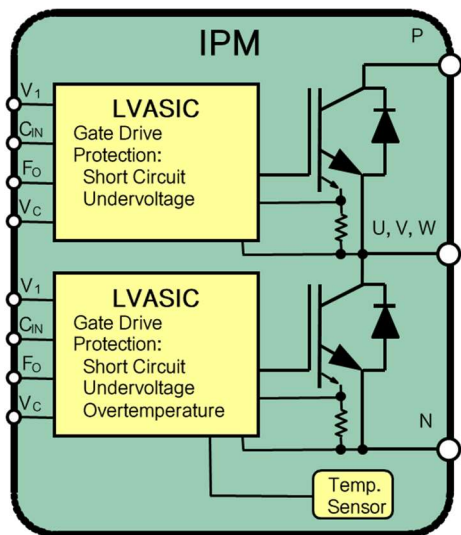 IPM
P
V1
CIN
FO
VC
LVASIC
Gate Drive
Protection:
Short Circuit
Undervoltage
U, V, W
V1
CIN
FO
VC
LVASIC
Gate Drive
Protection:
Short Circuit
Undervoltage
Overtemperature
N
Temp.
Sensor